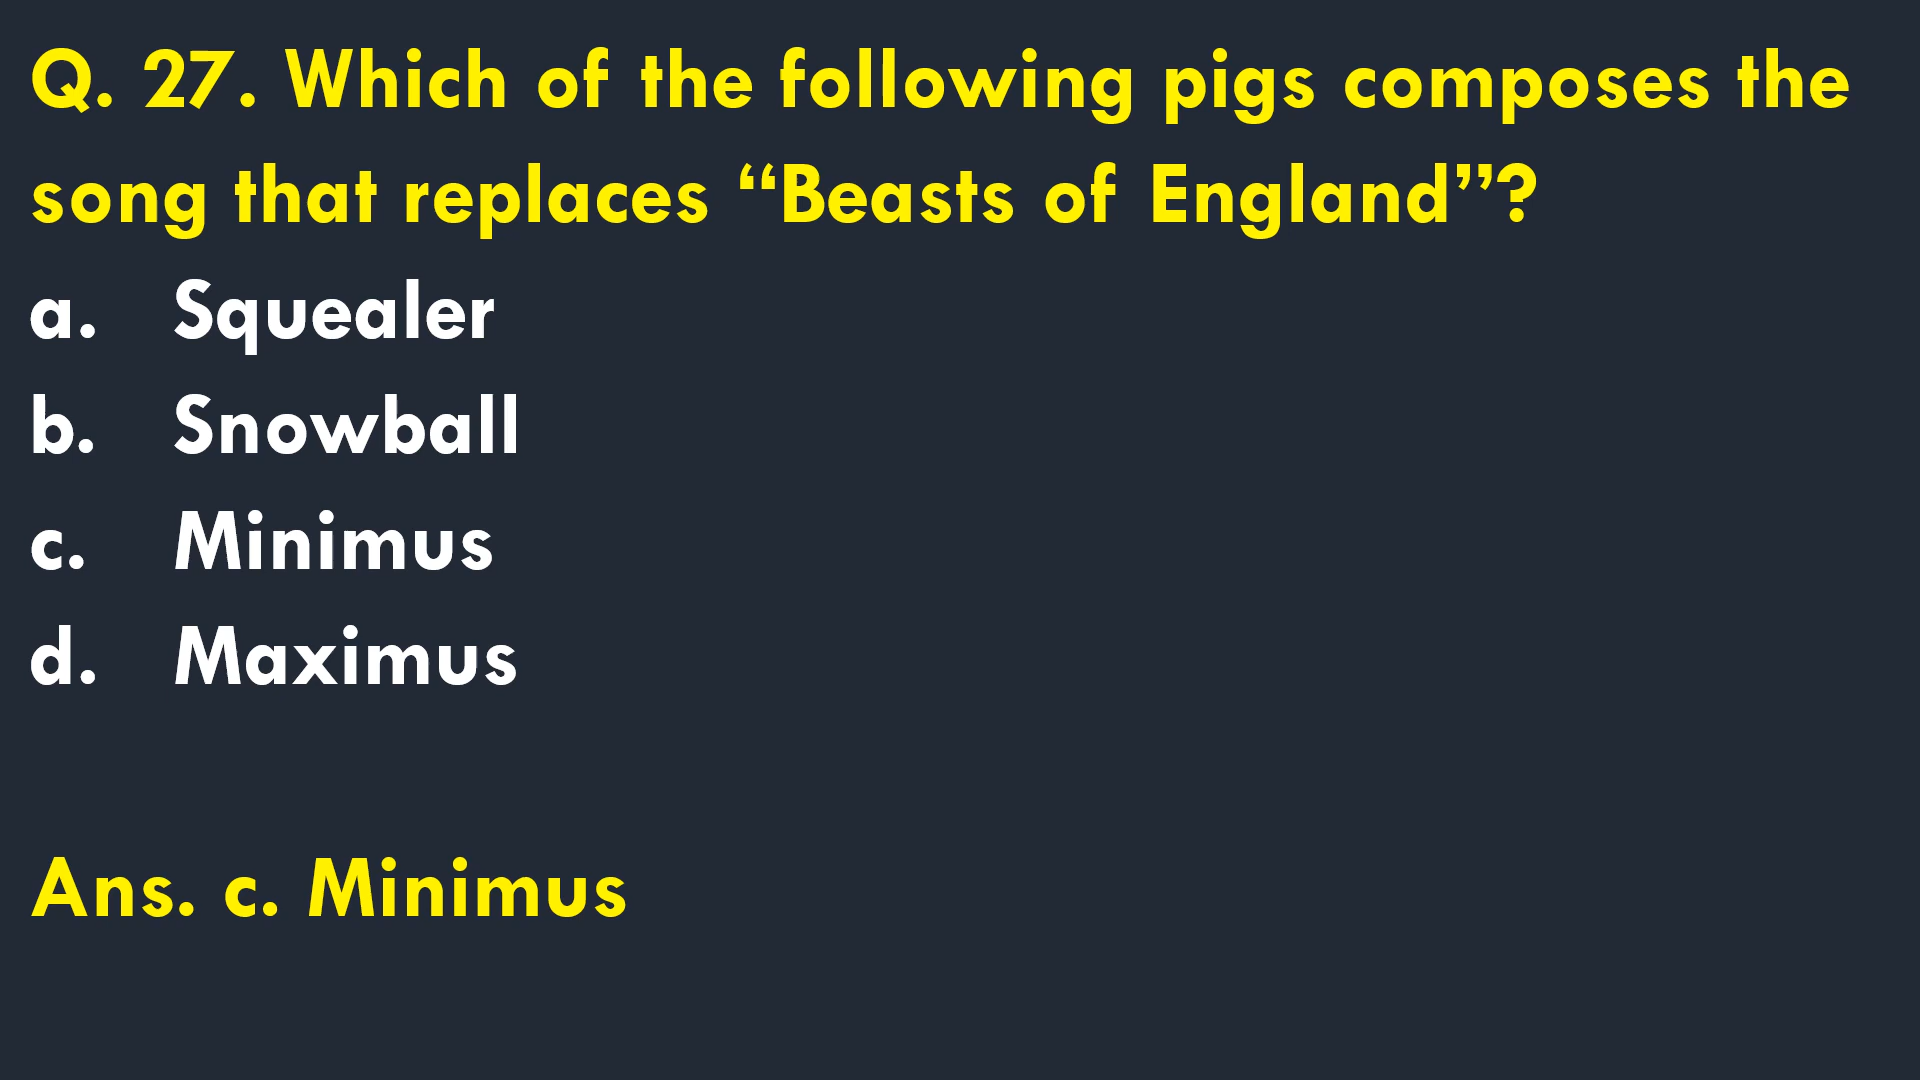 Q. 27. Which of the following pigs composes the
song that replaces “Beasts of England”?
a. Squealer
b. Snowball
c. Minimus
d. Maximus
Ans. c. Minimus